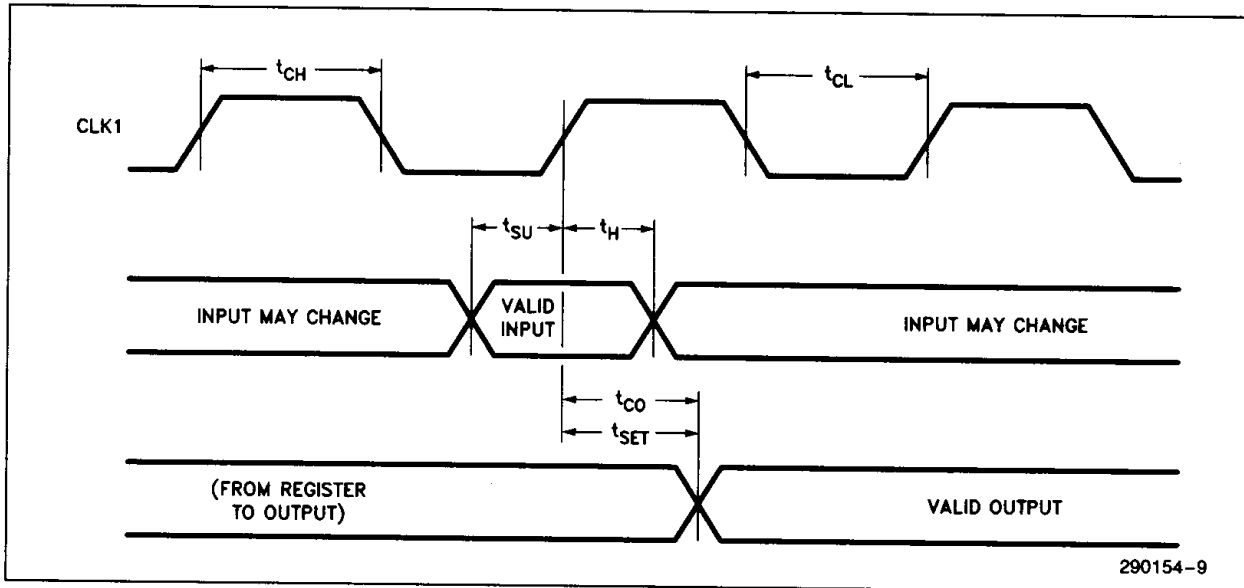 tCH
tCL
CLK1
tSU
tH
INPUT MAY CHANGE
VALID
INPUT
INPUT MAY CHANGE
tCO
tSET
(FROM REGISTER
TO OUTPUT)
VALID OUTPUT
290154-9